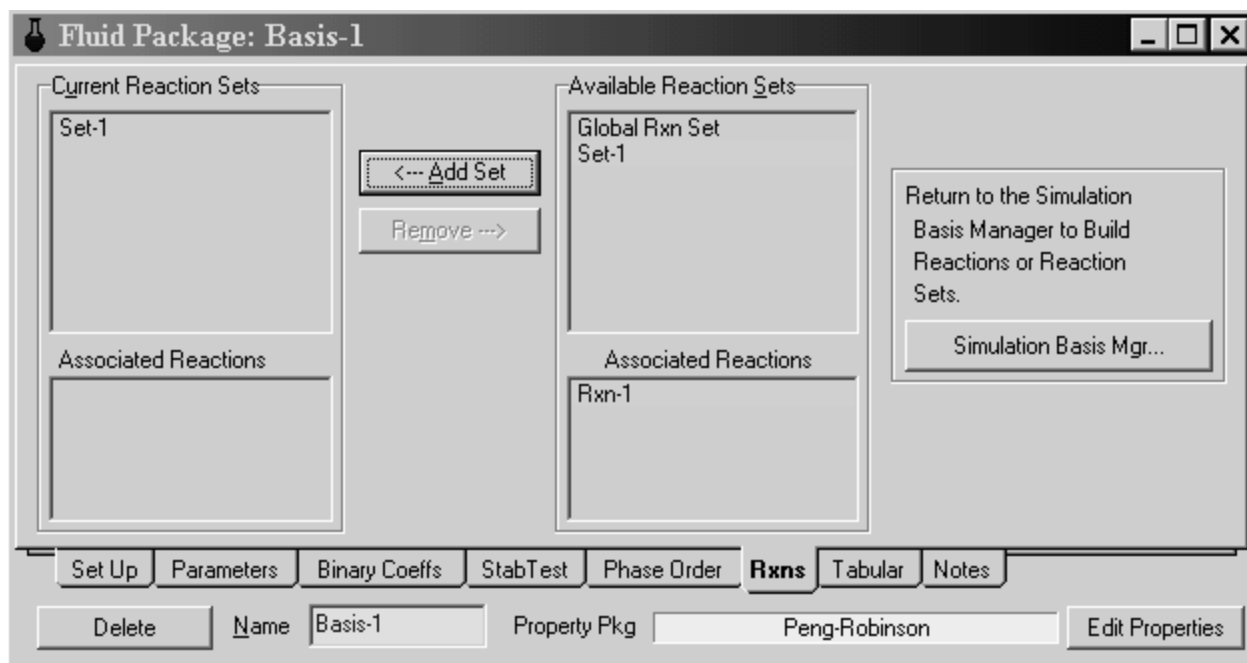 Fluid Package: Basis-1
Current Reaction Sets
Set-1
<--- Add Set
Remove --->
Associated Reactions
Available Reaction Sets
Global Rxn Set
Set-1
Associated Reactions
Rxn-1
Return to the Simulation
Basis Manager to Build
Reactions or Reaction
Sets.
Simulation Basis Mgr...
Set Up Parameters Binary Coeffs StabTest Phase Order Rxns Tabular Notes
Delete Name Basis-1 Property Pkg Peng-Robinson Edit Properties